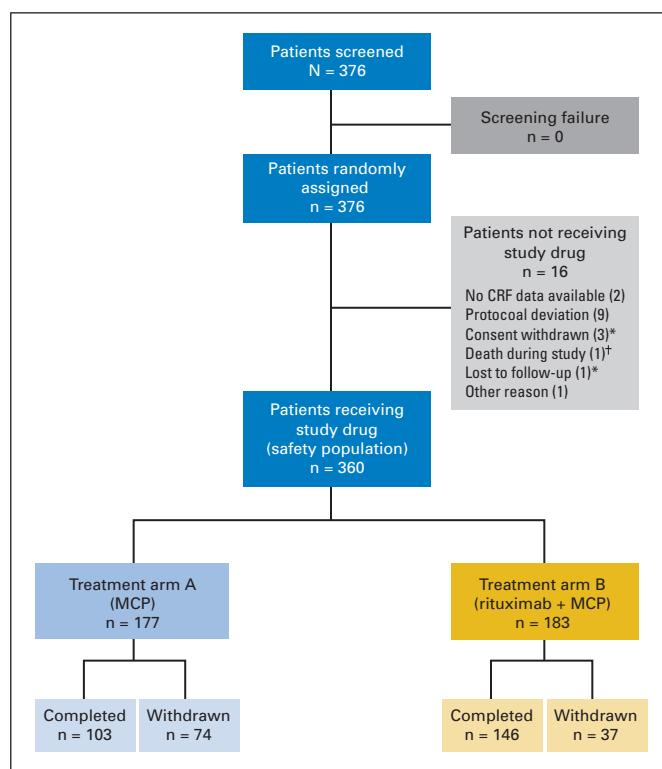 Patients screened
N = 376
Screening failure
n = 0
Patients randomly
assigned
n = 376
Patients not receiving
study drug
n = 16
No CRF data available (2)
Protocoal deviation (9)
Consent withdrawn (3)*
Death during study (1)†
Lost to follow-up (1)*
Other reason (1)
Patients receiving
study drug
(safety population)
n = 360
Treatment arm A
(MCP)
n = 177
Treatment arm B
(rituximab + MCP)
n = 183
Completed
n = 103
Withdrawn
n = 74
Completed
n = 146
Withdrawn
n = 37